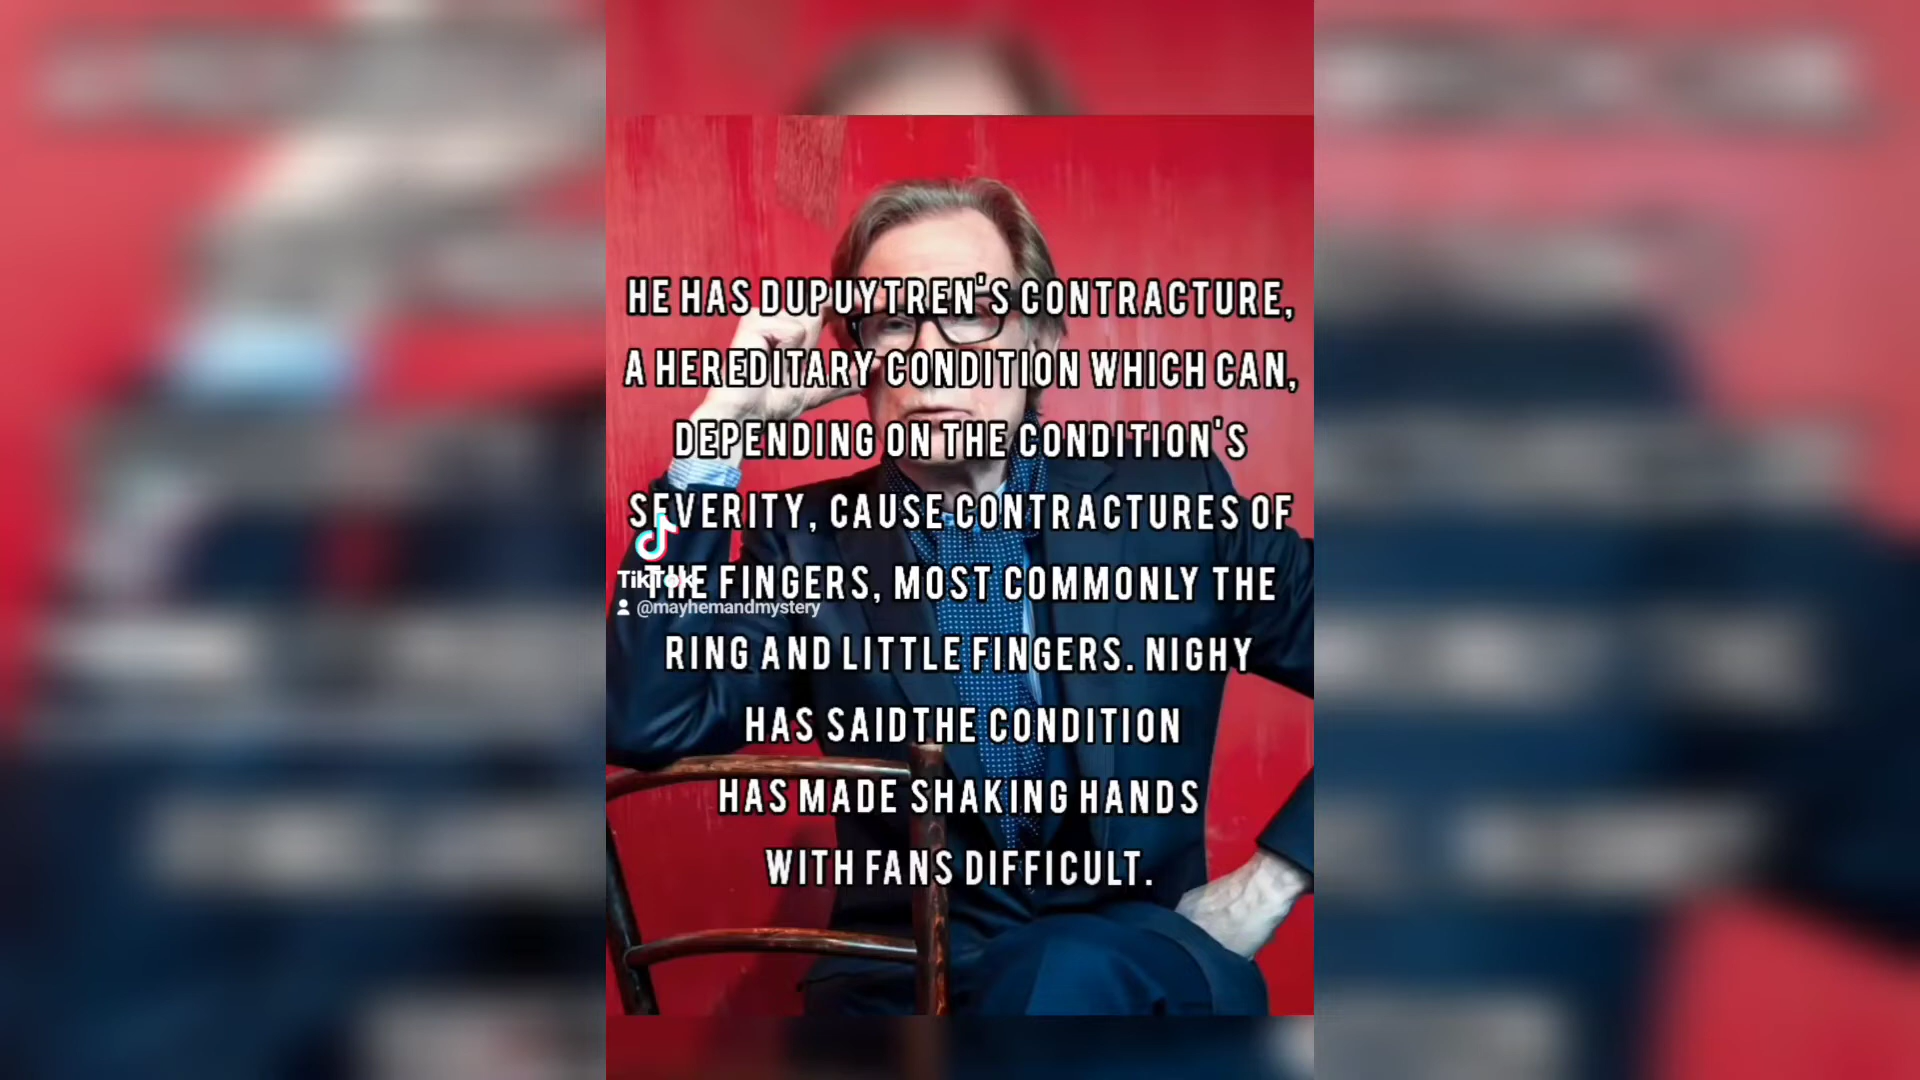 HE HAS DUPUYTREN'S CONTRACTURE,
A HEREDITARY CONDITION WHICH CAN,
DEPENDING ON THE CONDITION'S
SEVERITY, CAUSE CONTRACTURES OF
THE FINGERS, MOST COMMONLY THE
RING AND LITTLE FINGERS. NIGHY
HAS SAIDTHE CONDITION
HAS MADE SHAKING HANDS
WITH FANS DIFFICULT.
TikTok
@mayhemandmystery